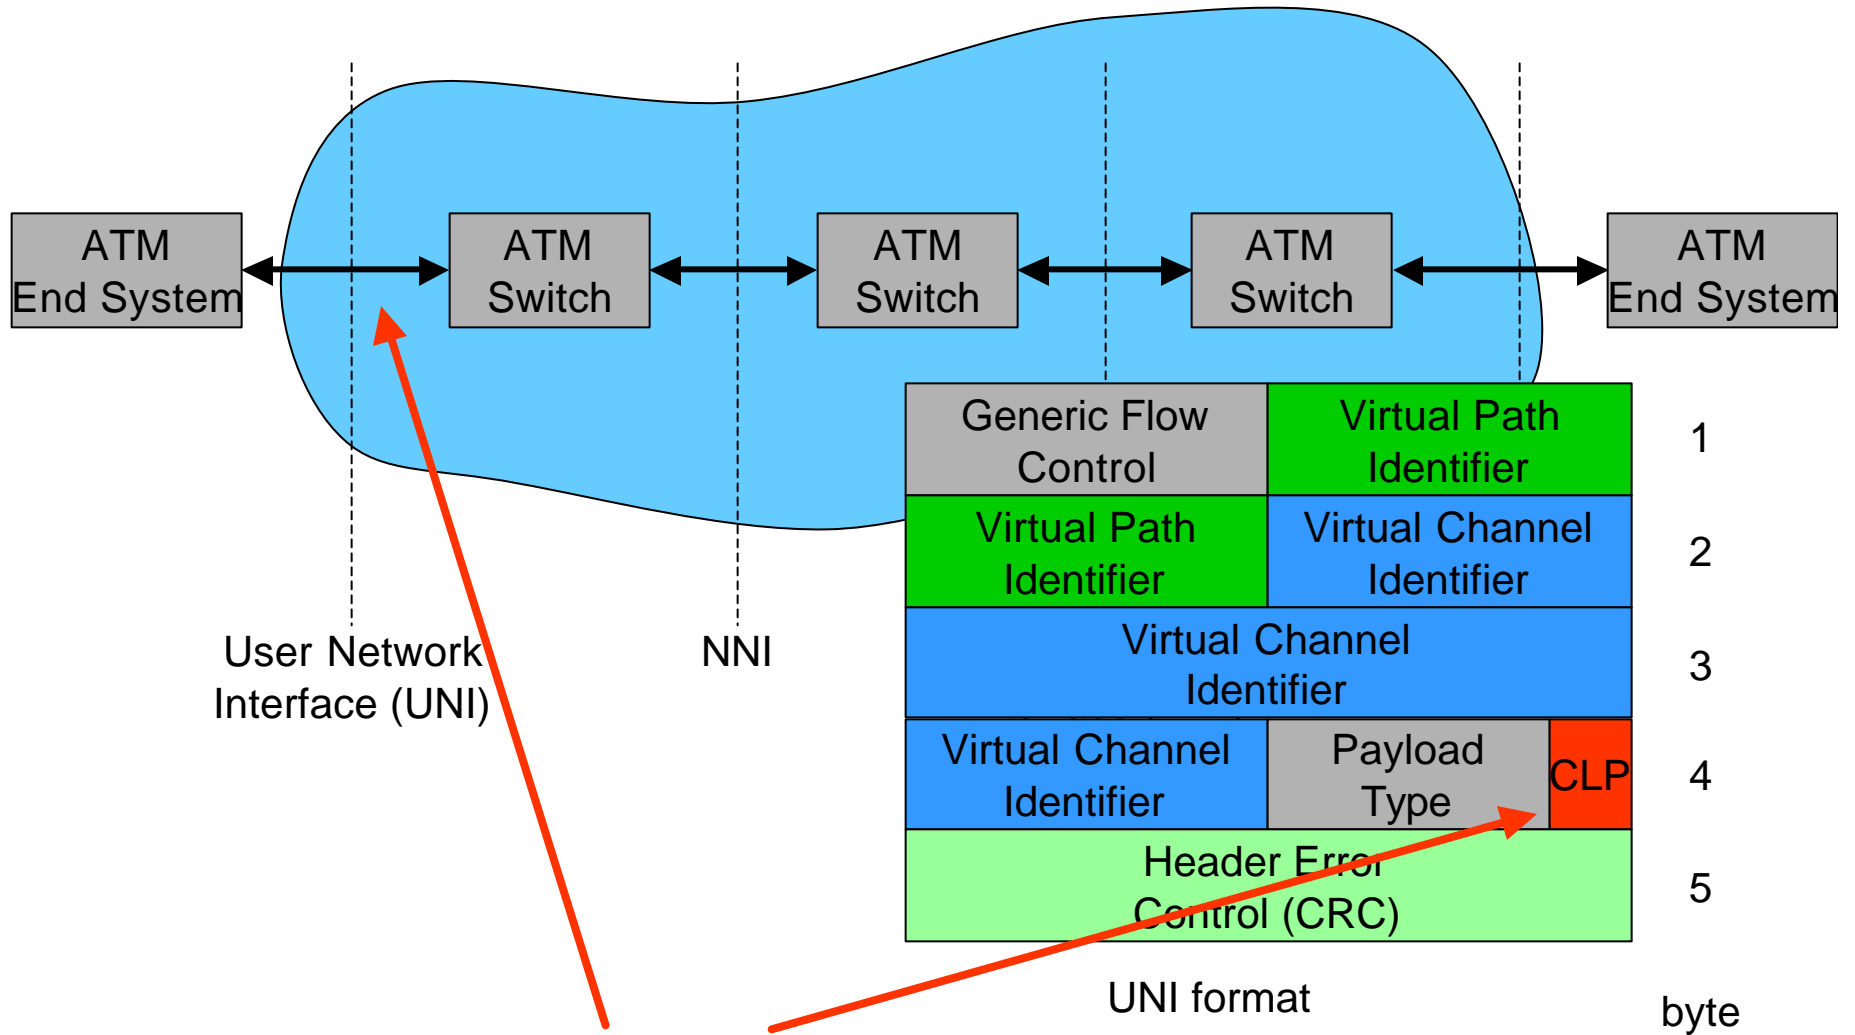 ATM
End System
ATM
Switch
ATM
Switch
ATM
Switch
ATM
End System
User Network
Interface (UNI)
NNI
Generic Flow
Control
Virtual Path
Identifier
1
Virtual Path
Identifier
Virtual Channel
Identifier
2
Virtual Channel
Identifier
3
Virtual Channel
Identifier
Payload
Type
CLP
4
Header Error
Control (CRC)
5
UNI format
byte